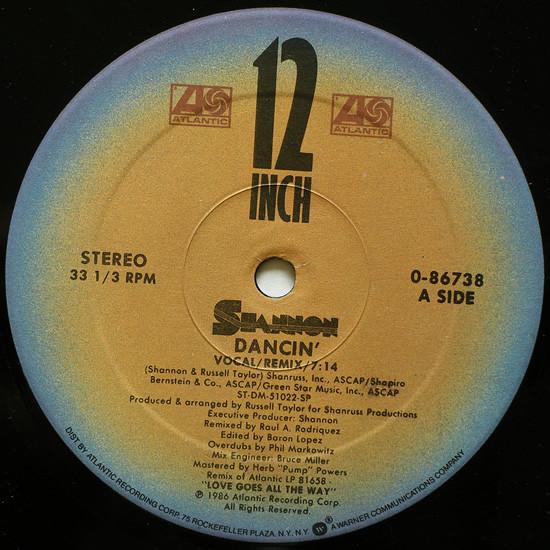 12
INCH
ATLANTIC
ATLANTIC
STEREO
33 1/3 RPM
0-86738
A SIDE
SHANNON
DANCIN'
VOCAL/REMIX/7:14
(Shannon & Russell Taylor) Shanruss, Inc., ASCAP/Shapiro
Bernstein & Co., ASCAP/Green Star Music, Inc., ASCAP
ST-DM-51022-SP
Produced & arranged by Russell Taylor for Shanruss Productions
Executive Producer: Shannon
Remixed by Raul A. Rodriquez
Edited by Baron Lopez
Overdubs by Phil Markowitz
Mix Engineer: Bruce Miller
Mastered by Herb "Pump" Powers
Remix of Atlantic LP 81658 -
"LOVE GOES ALL THE WAY"
℗ 1986 Atlantic Recording Corp.
All Rights Reserved.
DIST. BY ATLANTIC RECORDING CORP. 75 ROCKEFELLER PLAZA, N.Y. N.Y. W ® A WARNER COMMUNICATIONS COMPANY